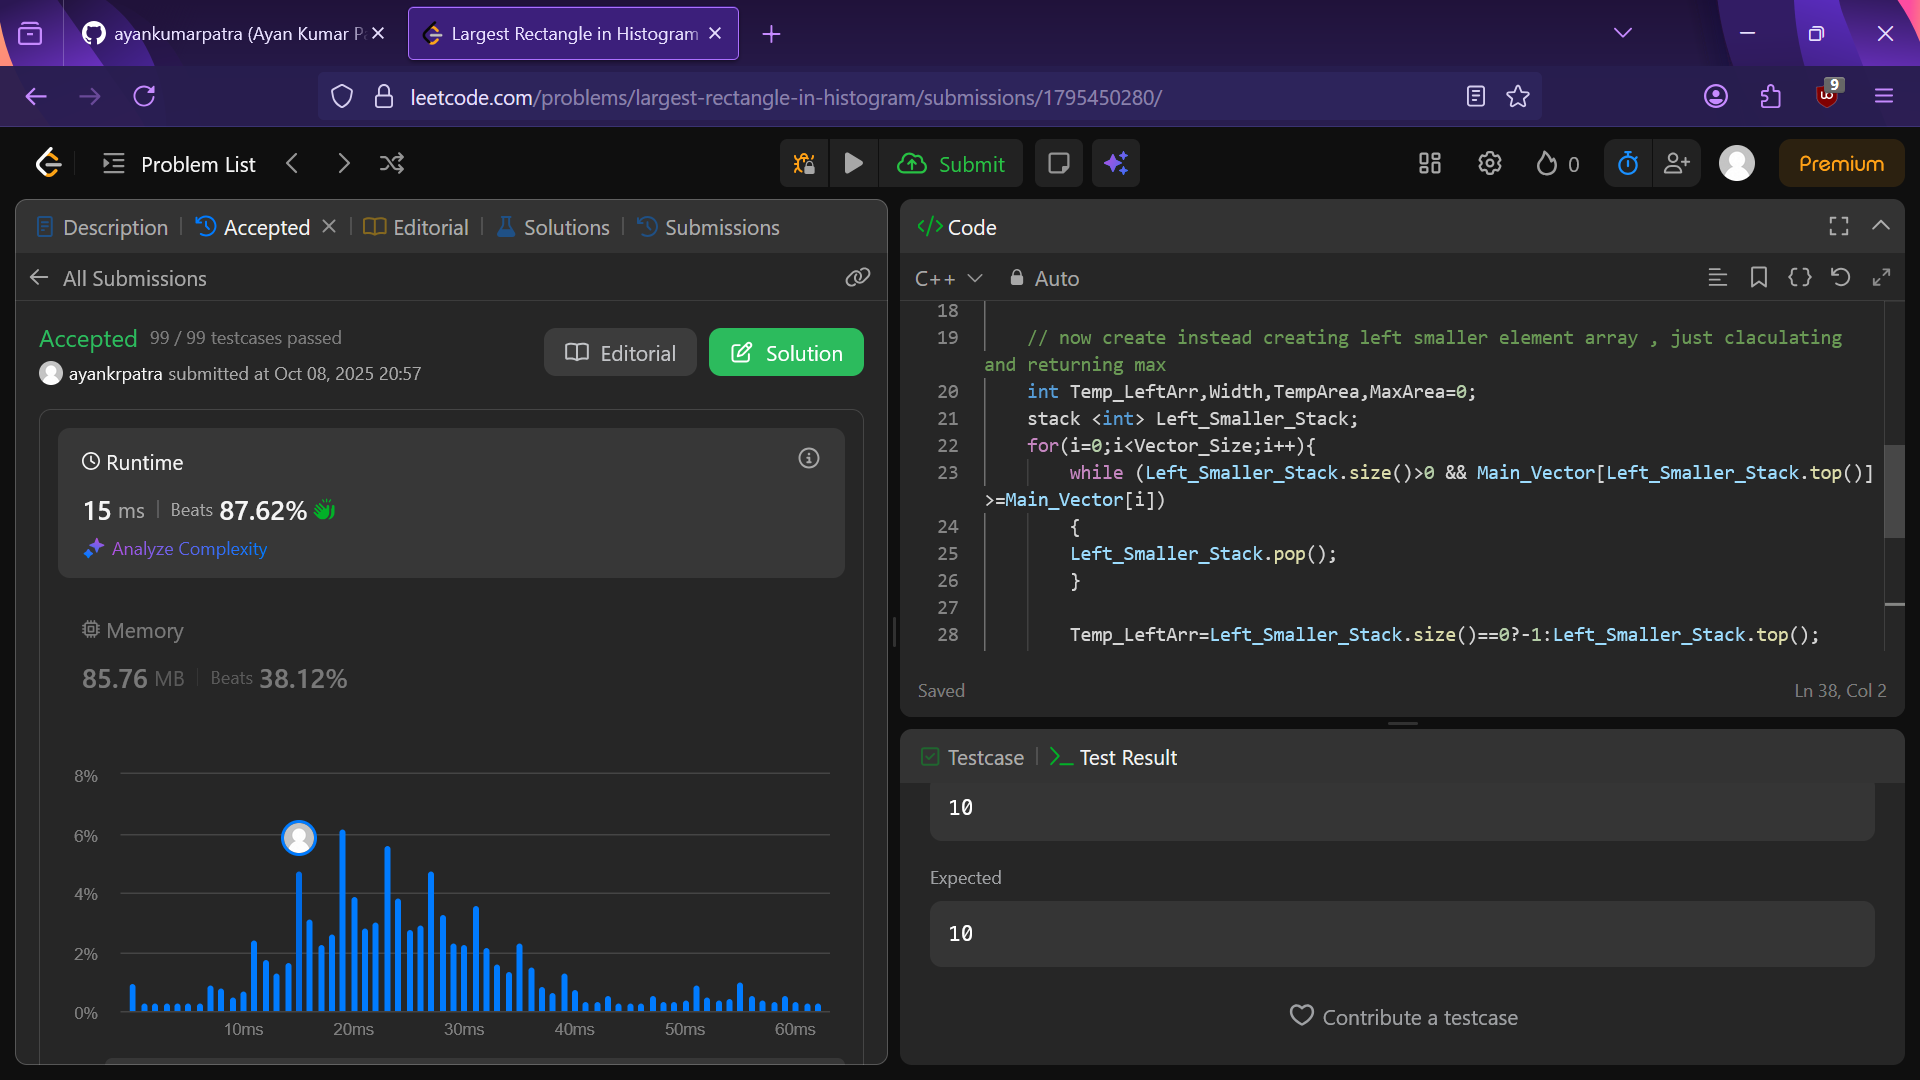 ayankumarpatra (Ayan Kumar P
Largest Rectangle in Histogram
leetcode.com/problems/largest-rectangle-in-histogram/submissions/1795450280/
9
Problem List
Submit
0
Premium
Description
Accepted
Editorial
Solutions
Submissions
All Submissions
Accepted 99 / 99 testcases passed
ayankrpatra submitted at Oct 08, 2025 20:57
Editorial
Solution
Runtime
15 ms | Beats 87.62%
Analyze Complexity
Memory
85.76 MB | Beats 38.12%
8%
6%
4%
2%
0%
10ms 20ms 30ms 40ms 50ms 60ms
</> Code
C++ Auto
18
19 // now create instead creating left smaller element array , just claculating
and returning max
20 int Temp_LeftArr,Width,TempArea,MaxArea=0;
21 stack <int> Left_Smaller_Stack;
22 for(i=0;i<Vector_Size;i++){
23 while (Left_Smaller_Stack.size()>0 && Main_Vector[Left_Smaller_Stack.top()]
>=Main_Vector[i])
24 {
25 Left_Smaller_Stack.pop();
26 }
27
28 Temp_LeftArr=Left_Smaller_Stack.size()==0?-1:Left_Smaller_Stack.top();
Saved
Ln 38, Col 2
Testcase
Test Result
10
Expected
10
Contribute a testcase